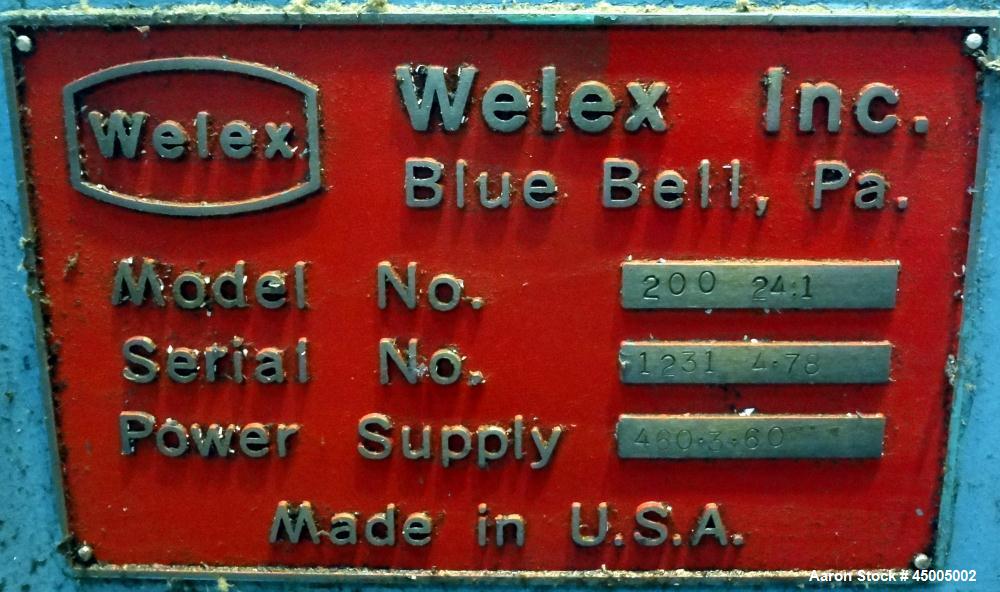 Welex
Welex Inc.
Blue Bell, Pa.
Model No. 200 24:1
Serial No. 1231 4-78
Power Supply 460-3-60
Made in U.S.A.
Aaron Stock # 45005002